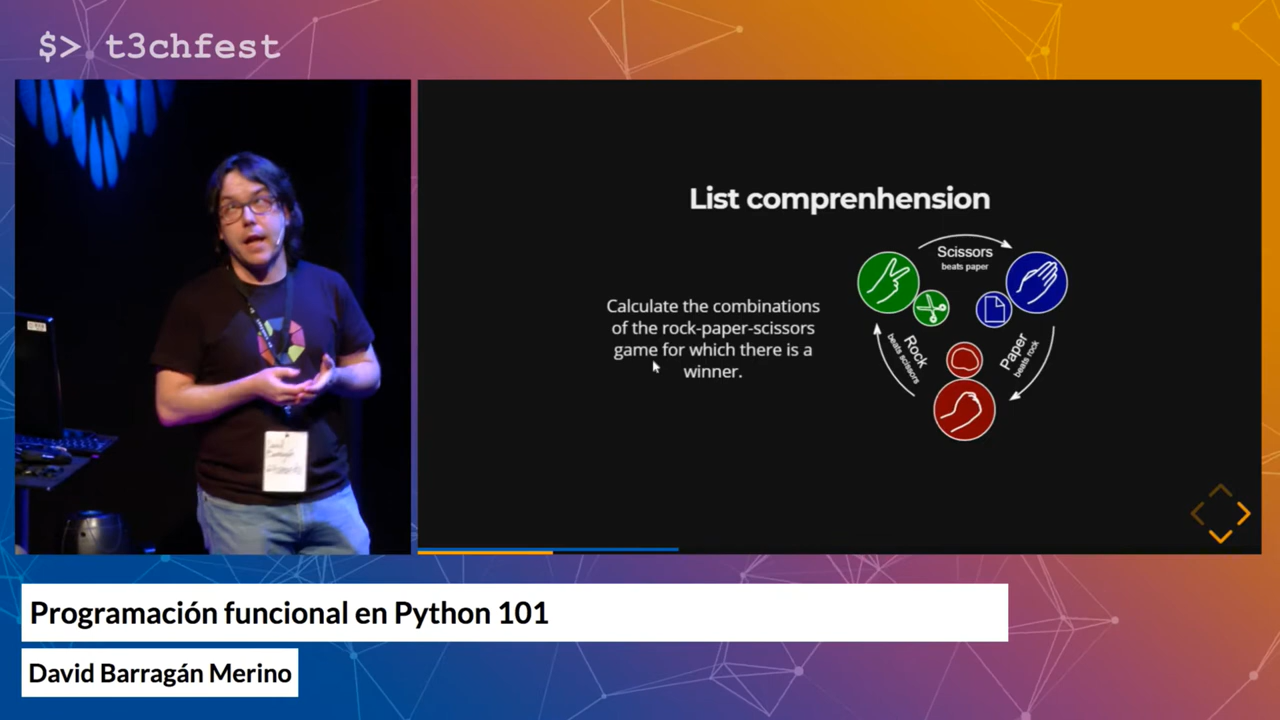 $> t3chfest
List comprenhension
Calculate the combinations
of the rock-paper-scissors
game for which there is a
winner.
Scissors
beats paper
Paper
beats rock
Rock
beats scissors
Programación funcional en Python 101
David Barragán Merino